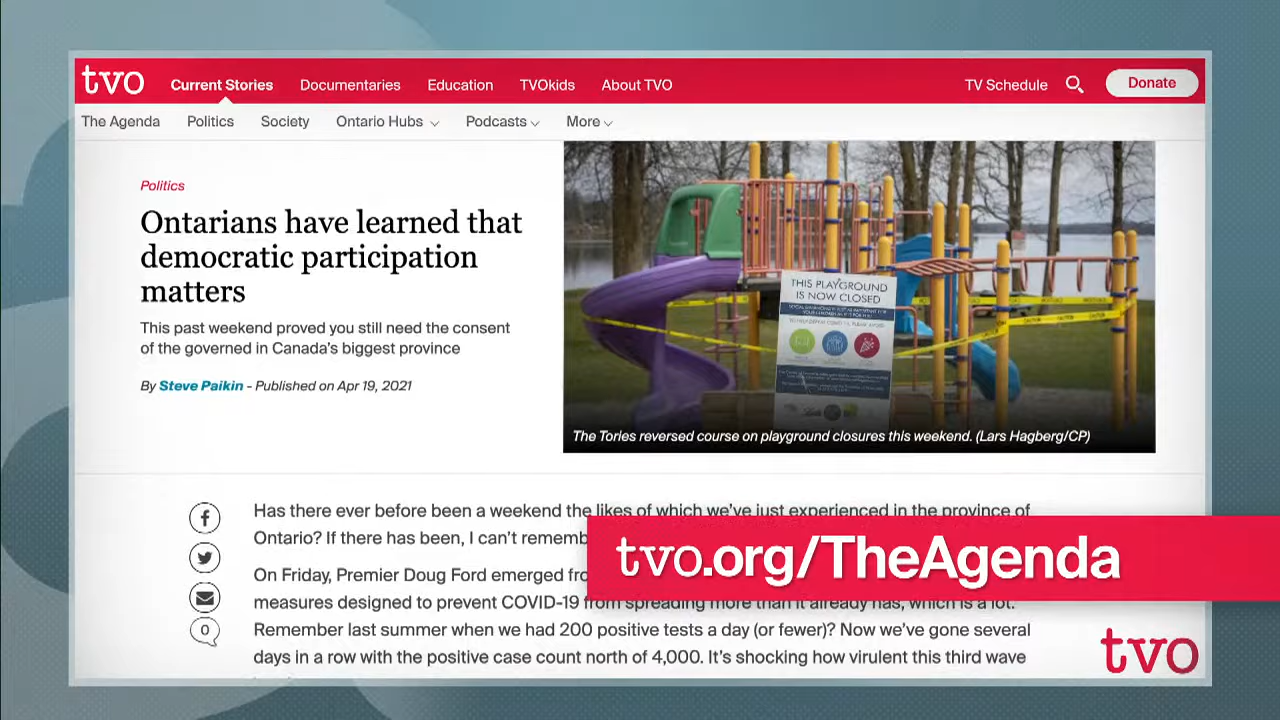 tvo
Current Stories
Documentaries
Education
TVOkids
About TVO
TV Schedule
Donate
The Agenda
Politics
Society
Ontario Hubs
Podcasts
More
Politics
Ontarians have learned that
democratic participation
matters
This past weekend proved you still need the consent
of the governed in Canada's biggest province
By Steve Paikin - Published on Apr 19, 2021
THIS PLAYGROUND
IS NOW CLOSED
The Tories reversed course on playground closures this weekend. (Lars Hagberg/CP)
Has there ever before been a weekend the likes of which we've just experienced in the province of
Ontario? If there has been, I can't
tvo.org/TheAgenda
On Friday, Premier Doug Ford emerged
measures designed to prevent COVID-19 from spreading more than it already has, which is a lot.
0
Remember last summer when we had 200 positive tests a day (or fewer)? Now we've gone several
days in a row with the positive case count north of 4,000. It's shocking how virulent this third wave
tvo